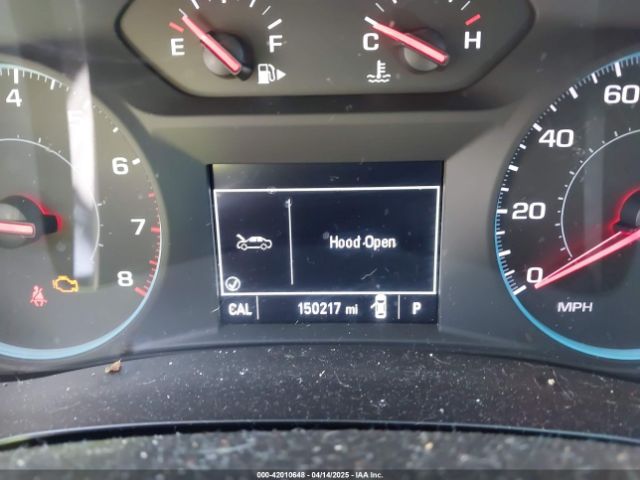 E F
C H
4 5 6 7 8
0 20 40 60
MPH
Hood Open
CAL 150217 mi P
000-42010648 - 04/14/2025 - IAA Inc.